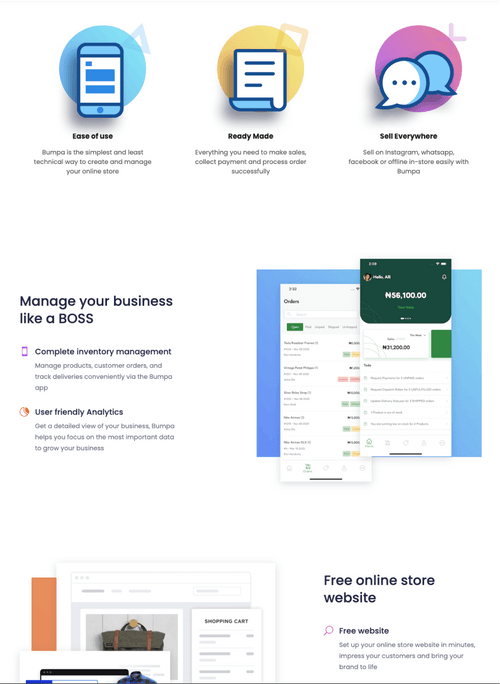 Ease of use
Bumpa is the simplest and least
technical way to create and manage
your online store
Ready Made
Everything you need to make sales,
collect payment and process order
successfully
Sell Everywhere
Sell on Instagram, whatsapp,
facebook or offline in-store easily with
Bumpa
Manage your business
like a BOSS
Complete inventory management
Manage products, customer orders, and
track deliveries conveniently via the Bumpa
app
User friendly Analytics
Get a detailed view of your business, Bumpa
helps you focus on the most important data
to grow your business
Orders
Hello, AB
₦56,100.00
₦31,200.00
Free online store
website
Free website
Set up your online store website in minutes,
impress your customers and bring your
brand to life
SHOPPING CART